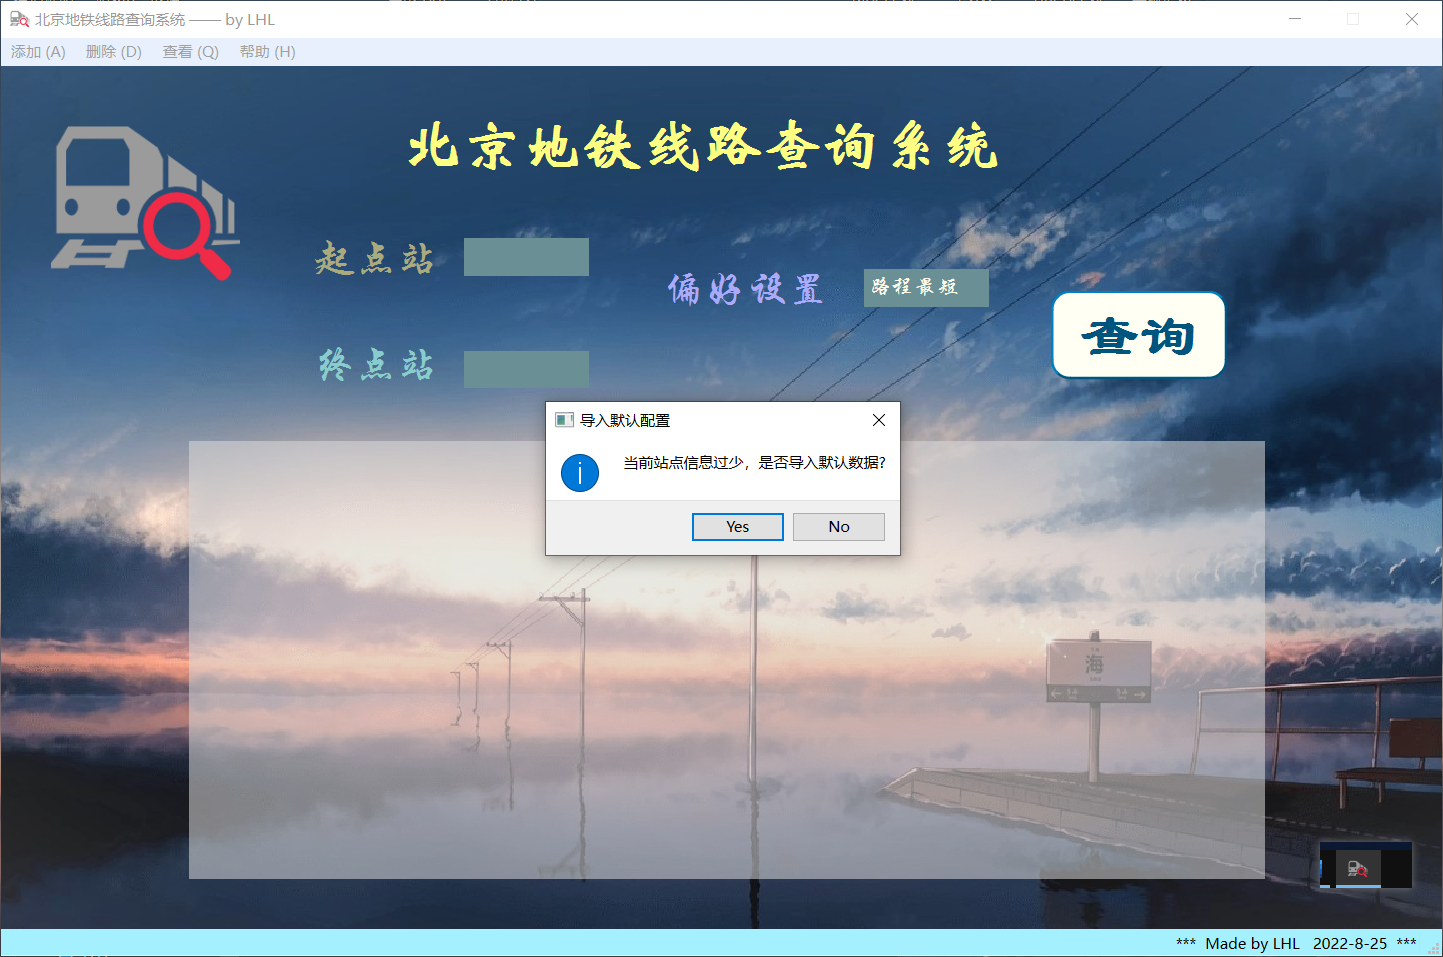 北京地铁线路查询系统 —— by LHL
添加 (A) 删除 (D) 查看 (Q) 帮助 (H)
北京地铁线路查询系统
起点站
偏好设置
路程最短
查询
终点站
导入默认配置
当前站点信息过少，是否导入默认数据?
Yes
No
海
*** Made by LHL 2022-8-25 ***